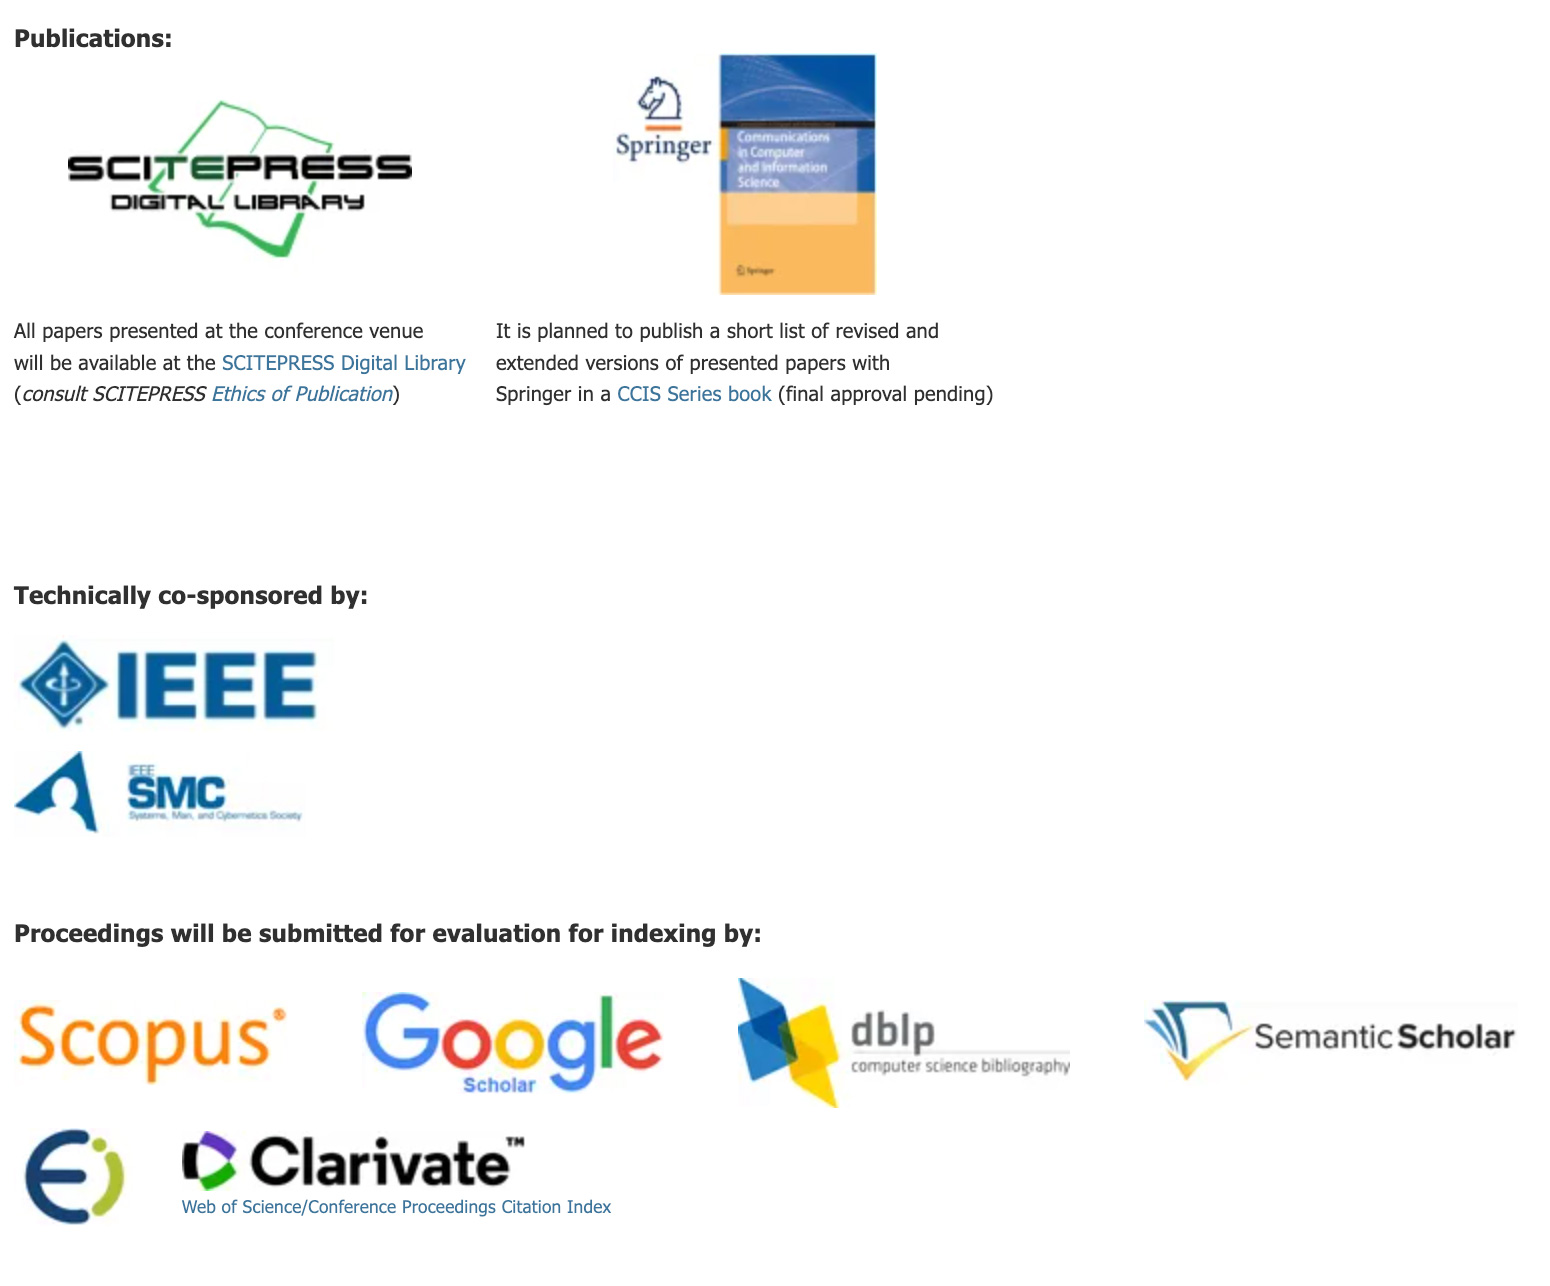 Publications:
SCITEPRESS
DIGITAL LIBRARY
Springer
Communications
in Computer
and Information
Science
Springer
All papers presented at the conference venue
will be available at the SCITEPRESS Digital Library
(consult SCITEPRESS Ethics of Publication)
It is planned to publish a short list of revised and
extended versions of presented papers with
Springer in a CCIS Series book (final approval pending)
Technically co-sponsored by:
IEEE
IEEE
SMC
Systems, Man, and Cybernetics Society
Proceedings will be submitted for evaluation for indexing by:
Scopus®
Google
Scholar
dblp
computer science bibliography
Semantic Scholar
Ei
Clarivate™
Web of Science/Conference Proceedings Citation Index